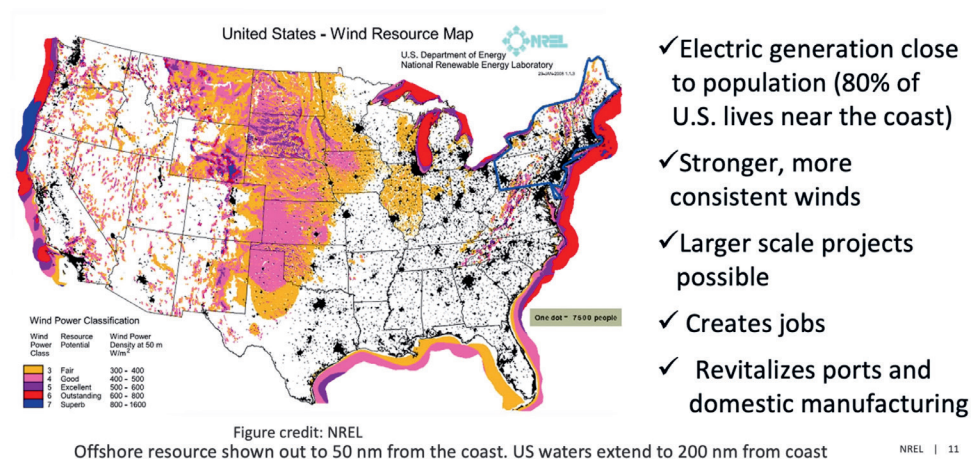 United States - Wind Resource Map
NREL
U.S. Department of Energy
National Renewable Energy Laboratory
Wind Power Classification
Wind Resource Wind Power
Power Potential Density at 50 m
Class W/m²
3 Fair 300 - 400
4 Good 400 - 500
5 Excellent 500 - 600
6 Outstanding 600 - 800
7 Superb 800 - 1600
One dot = 7500 people
✓Electric generation close
to population (80% of
U.S. lives near the coast)
✓Stronger, more
consistent winds
✓Larger scale projects
possible
✓ Creates jobs
✓ Revitalizes ports and
domestic manufacturing
Figure credit: NREL
Offshore resource shown out to 50 nm from the coast. US waters extend to 200 nm from coast
NREL | 11